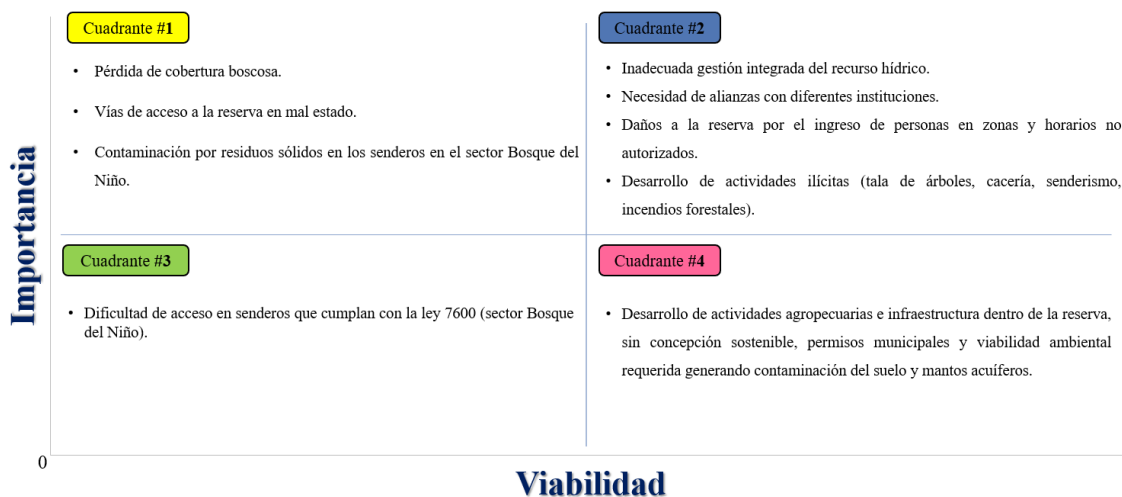 Cuadrante #1
• Pérdida de cobertura boscosa.
• Vías de acceso a la reserva en mal estado.
• Contaminación por residuos sólidos en los senderos en el sector Bosque del
Niño.
Cuadrante #2
• Inadecuada gestión integrada del recurso hídrico.
• Necesidad de alianzas con diferentes instituciones.
• Daños a la reserva por el ingreso de personas en zonas y horarios no
autorizados.
• Desarrollo de actividades ilícitas (tala de árboles, cacería, senderismo,
incendios forestales).
Importancia
Cuadrante #3
• Dificultad de acceso en senderos que cumplan con la ley 7600 (sector Bosque
del Niño).
Cuadrante #4
• Desarrollo de actividades agropecuarias e infraestructura dentro de la reserva,
sin concepción sostenible, permisos municipales y viabilidad ambiental
requerida generando contaminación del suelo y mantos acuíferos.
0
Viabilidad